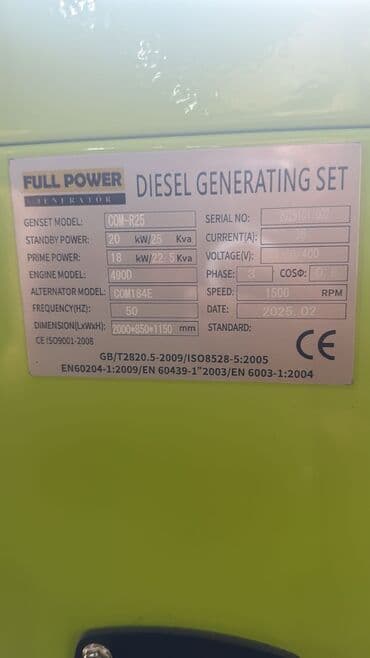 FULL POWER
GENERATOR
DIESEL GENERATING SET
GENSET MODEL: COM-R25
SERIAL NO:
STANDBY POWER: 20 kW/25 Kva
CURRENT(A):
PRIME POWER: 18 kW/22.5 Kva
VOLTAGE(V): 400
ENGINE MODEL: 490D
PHASE: 3 COSΦ:
ALTERNATOR MODEL: COM184E
SPEED: 1500 RPM
FREQUENCY(HZ): 50
DATE: 2025.02
DIMENSION(LxWxH): 2000*850*1150 mm
STANDARD:
CE ISO9001-2008
CE
GB/T2820.5-2009/ISO8528-5:2005
EN60204-1:2009/EN 60439-1"2003/EN 6003-1:2004